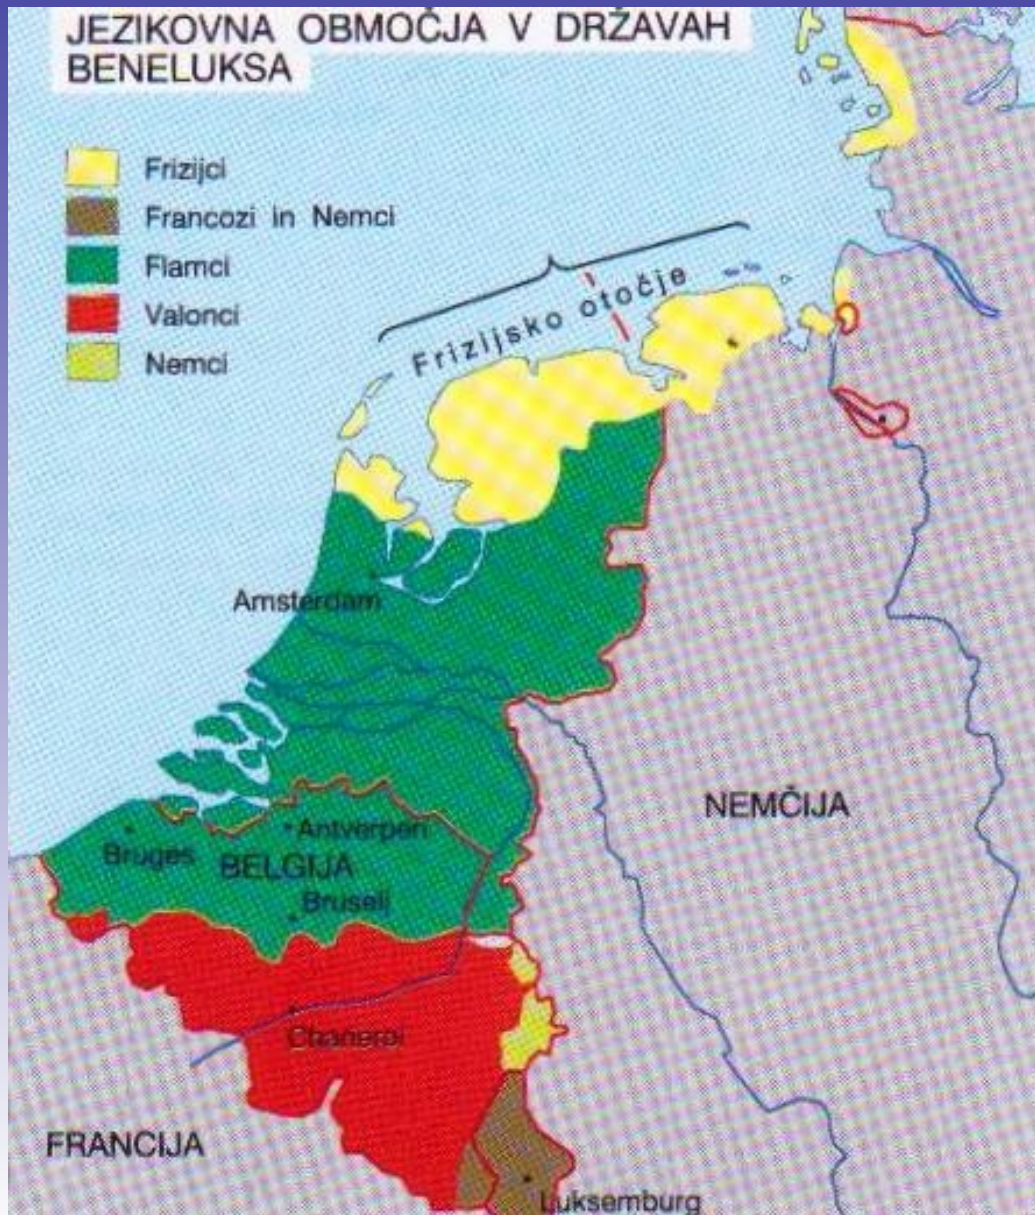 JEZIKOVNA OBMOČJA V DRŽAVAH
BENELUKSA
Frizijci
Francozi in Nemci
Flamci
Valonci
Nemci
Frizijsko otočje
Amsterdam
NEMČIJA
Antverpen
Bruges
BELGIJA
Bruselj
Charleroi
FRANCIJA
Luksemburg